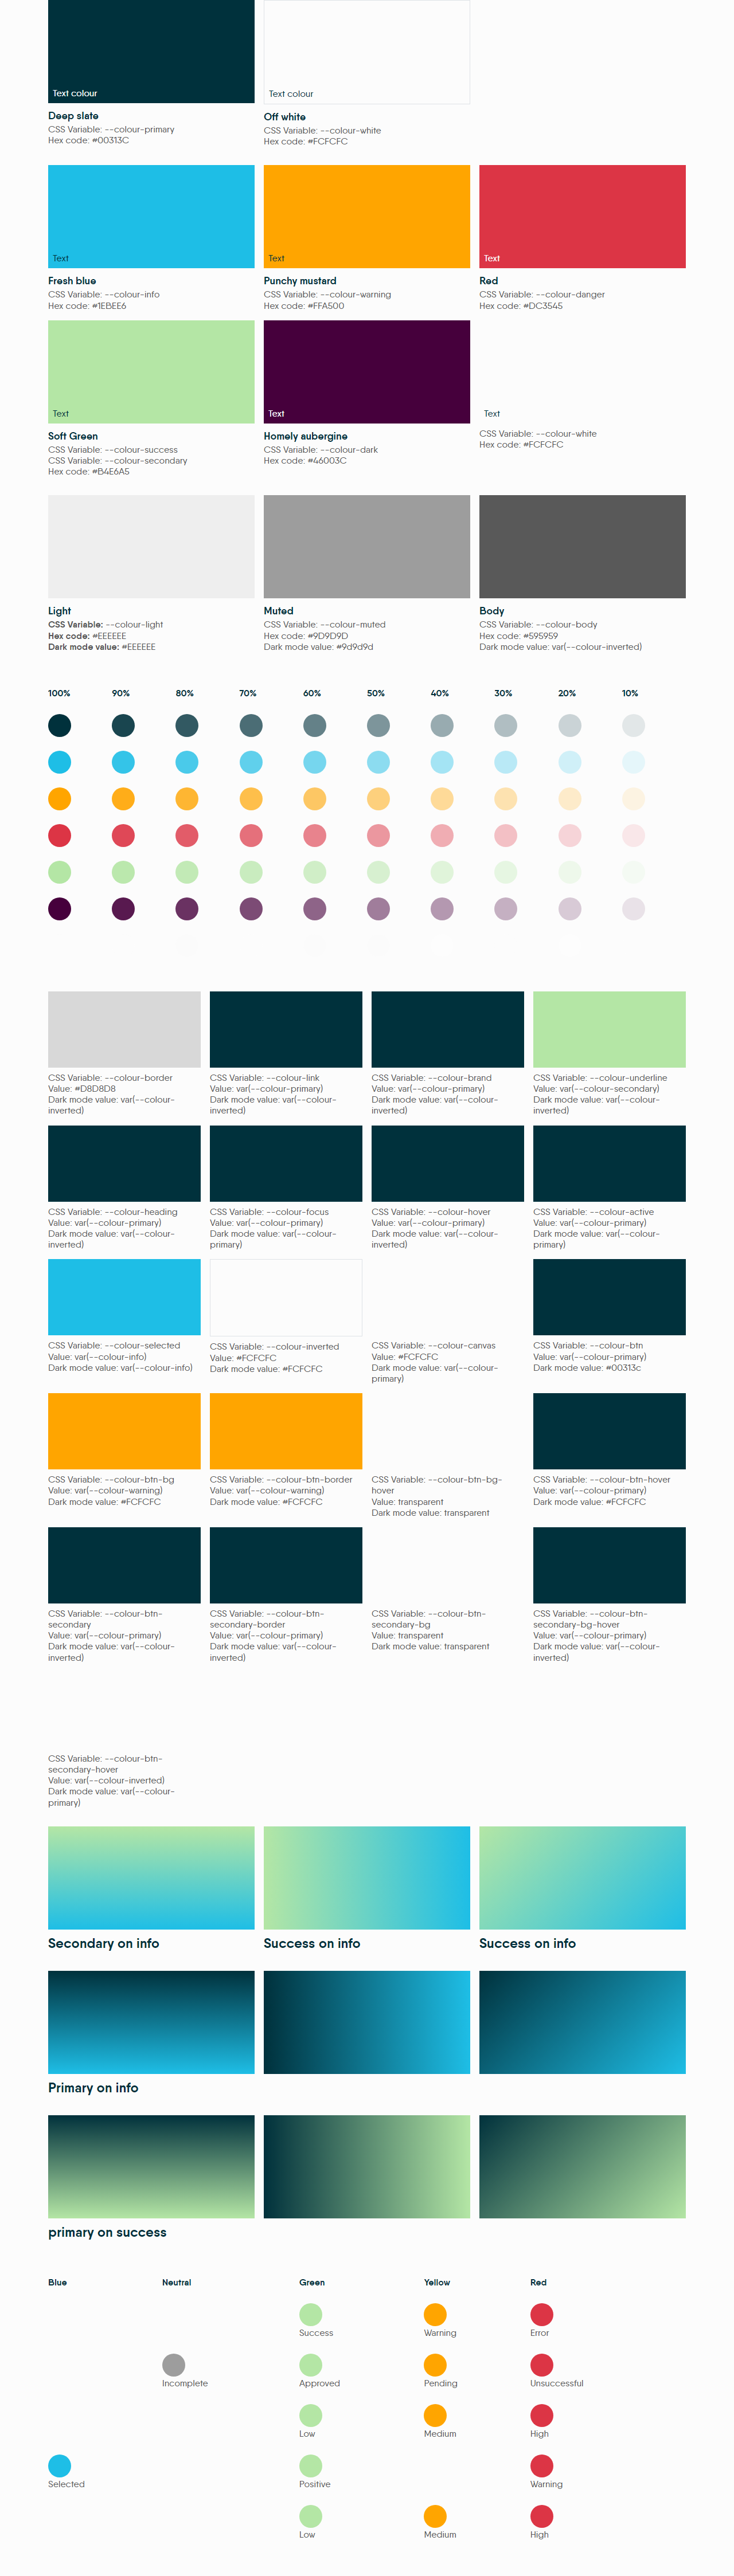 Text colour
Text colour
Deep slate
CSS Variable: --colour-primary
Hex code: #00313C
Off white
CSS Variable: --colour-white
Hex code: #FCFCFC
Text
Text
Text
Fresh blue
CSS Variable: --colour-info
Hex code: #1EBEE6
Punchy mustard
CSS Variable: --colour-warning
Hex code: #FFA500
Red
CSS Variable: --colour-danger
Hex code: #DC3545
Text
Text
Text
Soft Green
CSS Variable: --colour-success
CSS Variable: --colour-secondary
Hex code: #B4E6A5
Homely aubergine
CSS Variable: --colour-dark
Hex code: #46003C
CSS Variable: --colour-white
Hex code: #FCFCFC
Light
CSS Variable: --colour-light
Hex code: #EEEEEE
Dark mode value: #EEEEEE
Muted
CSS Variable: --colour-muted
Hex code: #9D9D9D
Dark mode value: #9d9d9d
Body
CSS Variable: --colour-body
Hex code: #595959
Dark mode value: var(--colour-inverted)
100% 90% 80% 70% 60% 50% 40% 30% 20% 10%
CSS Variable: --colour-border
Value: #D8D8D8
Dark mode value: var(--colour-
inverted)
CSS Variable: --colour-link
Value: var(--colour-primary)
Dark mode value: var(--colour-
inverted)
CSS Variable: --colour-brand
Value: var(--colour-primary)
Dark mode value: var(--colour-
inverted)
CSS Variable: --colour-underline
Value: var(--colour-secondary)
Dark mode value: var(--colour-
inverted)
CSS Variable: --colour-heading
Value: var(--colour-primary)
Dark mode value: var(--colour-
inverted)
CSS Variable: --colour-focus
Value: var(--colour-primary)
Dark mode value: var(--colour-
primary)
CSS Variable: --colour-hover
Value: var(--colour-primary)
Dark mode value: var(--colour-
inverted)
CSS Variable: --colour-active
Value: var(--colour-primary)
Dark mode value: var(--colour-
primary)
CSS Variable: --colour-selected
Value: var(--colour-info)
Dark mode value: var(--colour-info)
CSS Variable: --colour-inverted
Value: #FCFCFC
Dark mode value: #FCFCFC
CSS Variable: --colour-canvas
Value: #FCFCFC
Dark mode value: var(--colour-
primary)
CSS Variable: --colour-btn
Value: var(--colour-primary)
Dark mode value: #00313c
CSS Variable: --colour-btn-bg
Value: var(--colour-warning)
Dark mode value: #FCFCFC
CSS Variable: --colour-btn-border
Value: var(--colour-warning)
Dark mode value: #FCFCFC
CSS Variable: --colour-btn-bg-
hover
Value: transparent
Dark mode value: transparent
CSS Variable: --colour-btn-hover
Value: var(--colour-primary)
Dark mode value: #FCFCFC
CSS Variable: --colour-btn-
secondary
Value: var(--colour-primary)
Dark mode value: var(--colour-
inverted)
CSS Variable: --colour-btn-
secondary-border
Value: var(--colour-primary)
Dark mode value: var(--colour-
inverted)
CSS Variable: --colour-btn-
secondary-bg
Value: transparent
Dark mode value: transparent
CSS Variable: --colour-btn-
secondary-bg-hover
Value: var(--colour-primary)
Dark mode value: var(--colour-
inverted)
CSS Variable: --colour-btn-
secondary-hover
Value: var(--colour-inverted)
Dark mode value: var(--colour-
primary)
Secondary on info
Success on info
Success on info
Primary on info
primary on success
Blue Neutral Green Yellow Red
Success Warning Error
Incomplete Approved Pending Unsuccessful
Low Medium High
Selected Positive Warning
Low Medium High